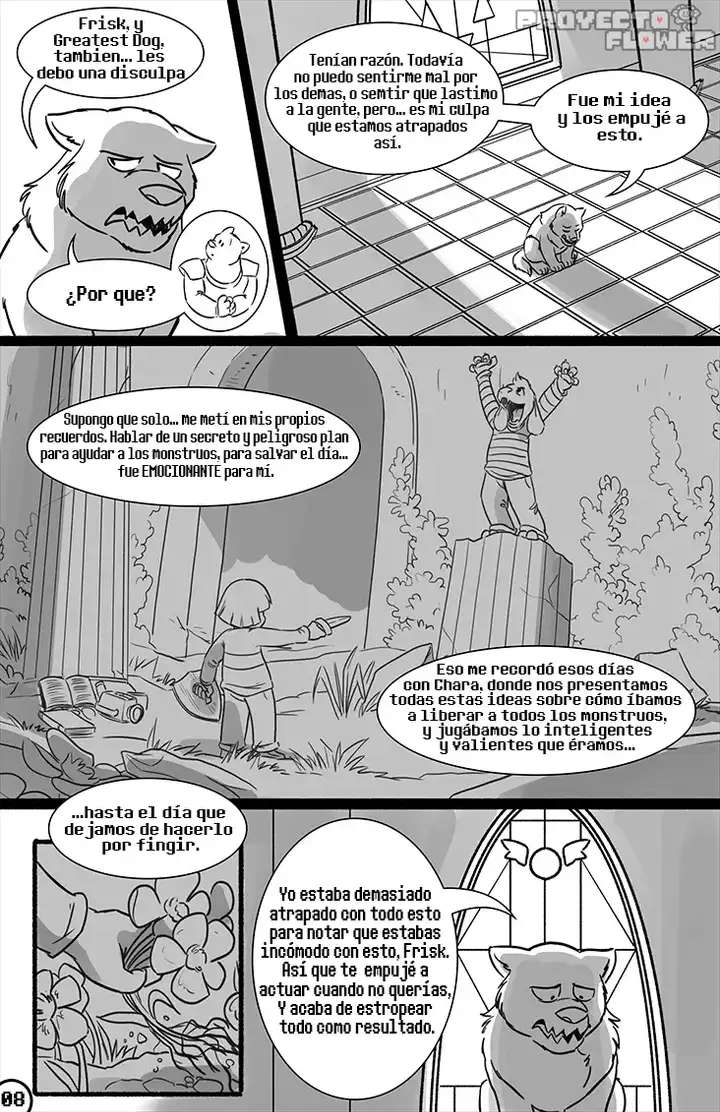 PROYECTO
FLOWER
Frisk, y
Greatest Dog,
tambien... les
debo una disculpa
¿Por que?
Tenían razón. Todavía
no puedo sentirme mal por
los demas, o semtir que lastimo
a la gente, pero... es mi culpa
que estamos atrapados
así.
Fue mi idea
y los empujé a
esto.
Supongo que solo... me metí en mis propios
recuerdos. Hablar de un secreto y peligroso plan
para ayudar a los monstruos, para salvar el día...
fue EMOCIONANTE para mí.
Eso me recordó esos días
con Chara, donde nos presentamos
todas estas ideas sobre cómo íbamos
a liberar a todos los monstruos,
y jugábamos lo inteligentes
y valientes que éramos...
...hasta el día que
dejamos de hacerlo
por fingir.
Yo estaba demasiado
atrapado con todo esto
para notar que estabas
incómodo con esto, Frisk.
Así que te empujé a
actuar cuando no querías,
Y acaba de estropear
todo como resultado.
08